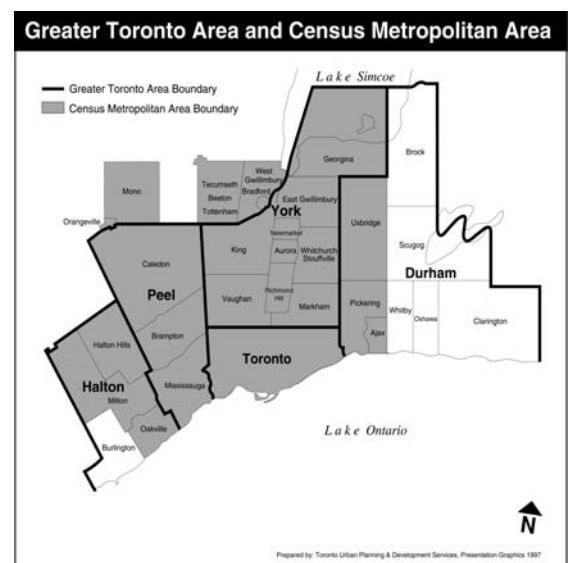 Greater Toronto Area and Census Metropolitan Area
Lake Simcoe
Greater Toronto Area Boundary
Census Metropolitan Area Boundary
Mono
Orangeville
Tecumseth
Beeton
Tottenham
West
Gwillimbury
Bradford
Georgina
Brock
East Gwillimbury
York
Newmarket
King
Aurora
Whitchurch
Stouffville
Uxbridge
Scugog
Durham
Caledon
Peel
Vaughan
Richmond
Hill
Markham
Pickering
Ajax
Whitby
Oshawa
Clarington
Brampton
Toronto
Halton Hills
Halton
Milton
Mississauga
Oakville
Burlington
Lake Ontario
N
Prepared by: Toronto Urban Planning & Development Services, Presentation Graphics 1997